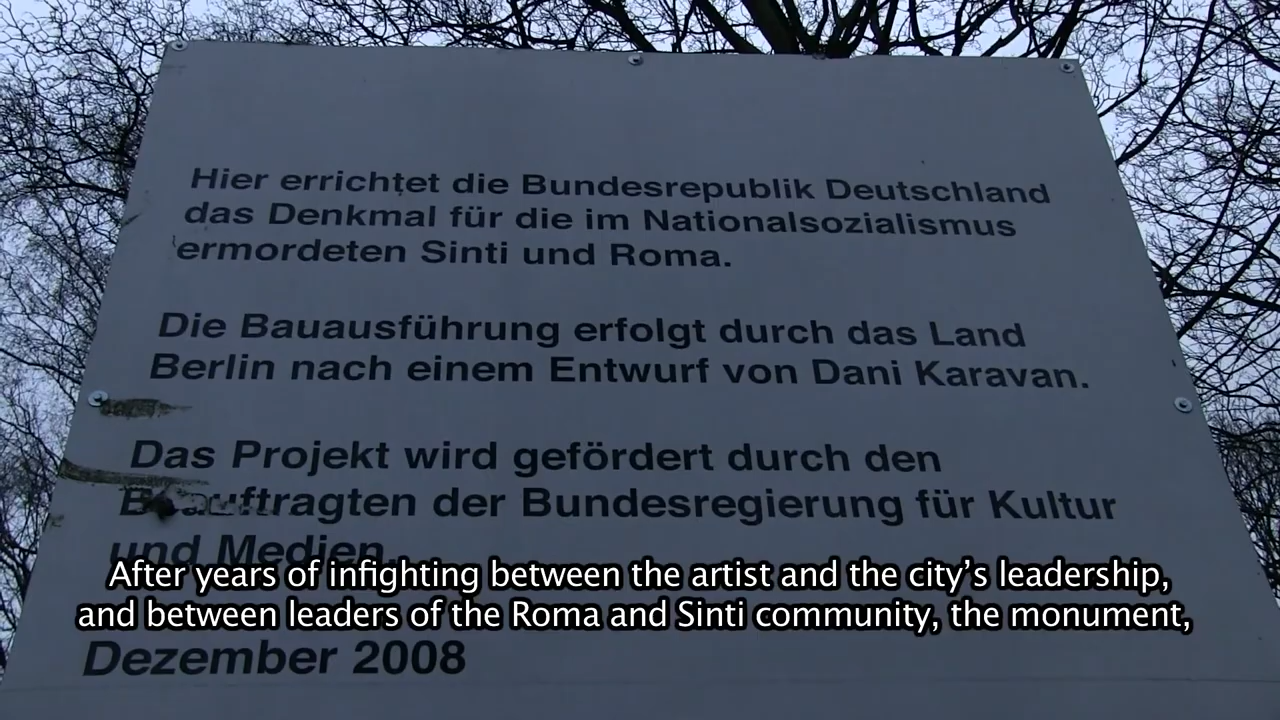 Hier errichtet die Bundesrepublik Deutschland
das Denkmal für die im Nationalsozialismus
ermordeten Sinti und Roma.
Die Bauausführung erfolgt durch das Land
Berlin nach einem Entwurf von Dani Karavan.
Das Projekt wird gefördert durch den
Beauftragten der Bundesregierung für Kultur
und Medien.
After years of infighting between the artist and the city’s leadership,
and between leaders of the Roma and Sinti community, the monument,
Dezember 2008